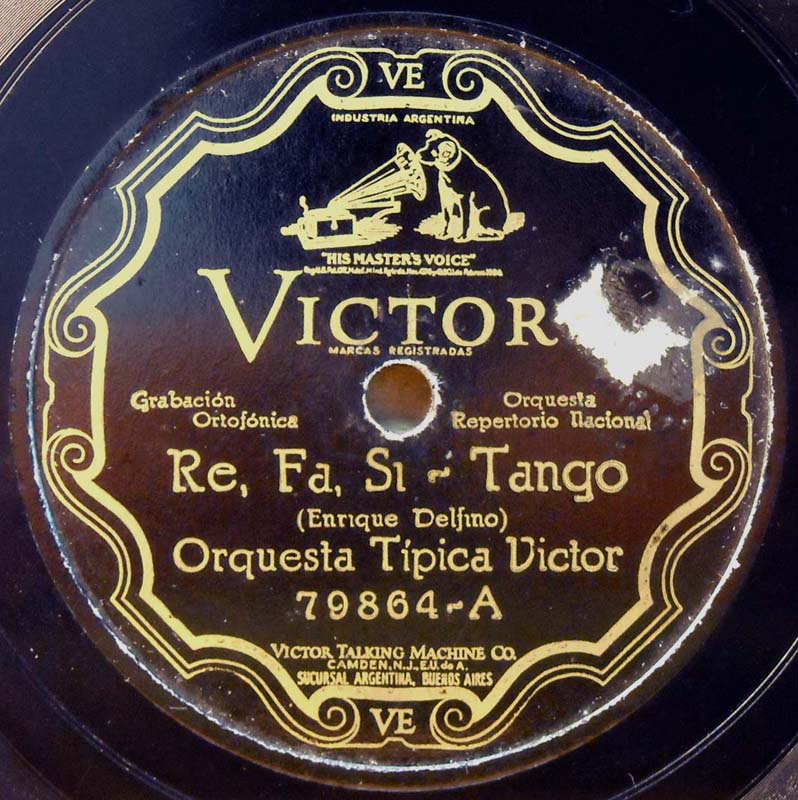 VE
INDUSTRIA ARGENTINA
"HIS MASTER'S VOICE"
VICTOR
MARCAS REGISTRADAS
Grabación
Ortofónica
Orquesta
Repertorio Nacional
Re, Fa, Si - Tango
(Enrique Delfino)
Orquesta Típica Victor
79864-A
VICTOR TALKING MACHINE CO.
CAMDEN, N.J., E.U. de A.
SUCURSAL ARGENTINA, BUENOS AIRES
VE